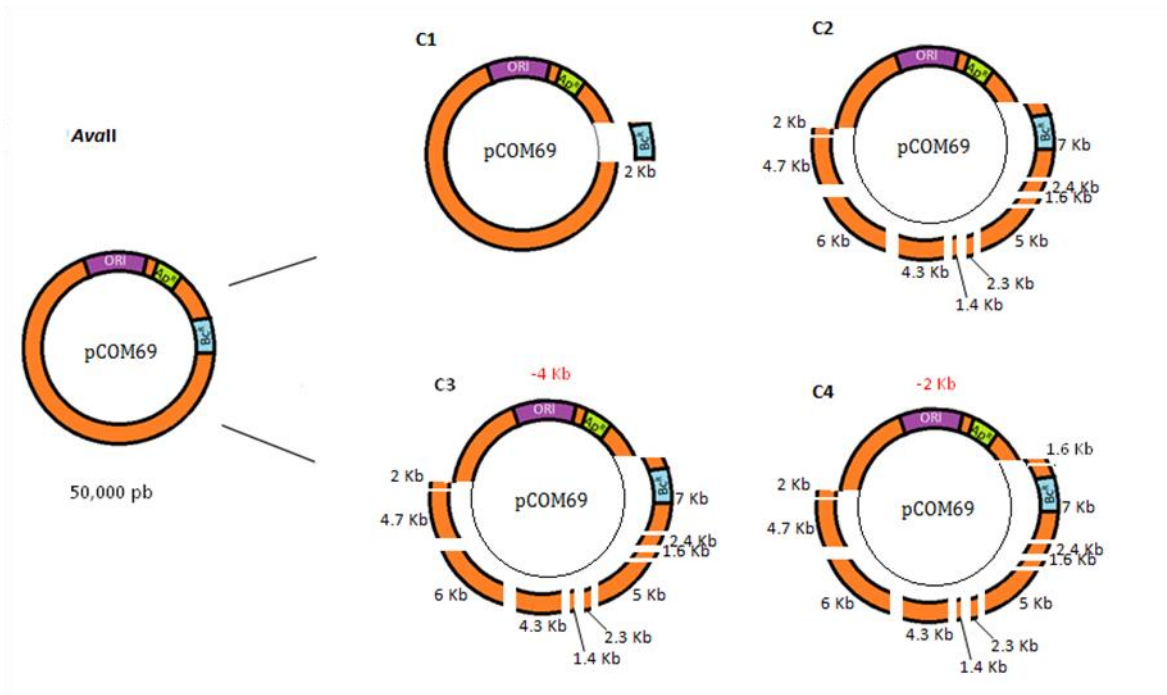 AvaII
ORI
Ap^R
Bc^R
pCOM69
50,000 pb
C1
ORI
Ap^R
Bc^R
pCOM69
2 Kb
C2
ORI
Ap^R
Bc^R
pCOM69
2 Kb
4.7 Kb
6 Kb
4.3 Kb
1.4 Kb
2.3 Kb
5 Kb
1.6 Kb
2.4 Kb
7 Kb
C3
-4 Kb
ORI
Ap^R
Bc^R
pCOM69
2 Kb
4.7 Kb
6 Kb
4.3 Kb
1.4 Kb
2.3 Kb
5 Kb
1.6 Kb
2.4 Kb
7 Kb
C4
-2 Kb
ORI
Ap^R
Bc^R
pCOM69
1.6 Kb
2 Kb
4.7 Kb
6 Kb
4.3 Kb
1.4 Kb
2.3 Kb
5 Kb
1.6 Kb
2.4 Kb
7 Kb